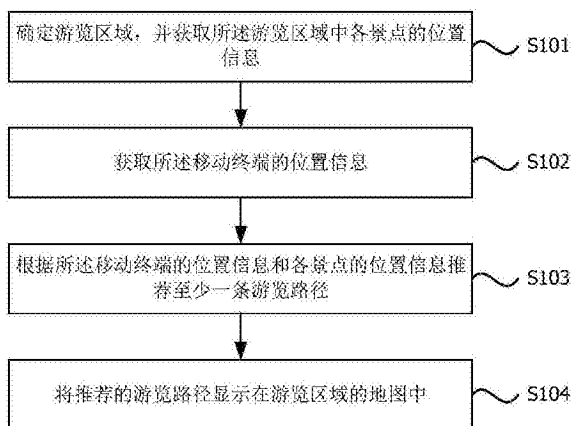 确定游览区域，并获取所述游览区域中各景点的位置
信息
S101
获取所述移动终端的位置信息
S102
根据所述移动终端的位置信息和各景点的位置信息推
荐至少一条游览路径
S103
将推荐的游览路径显示在游览区域的地图中
S104